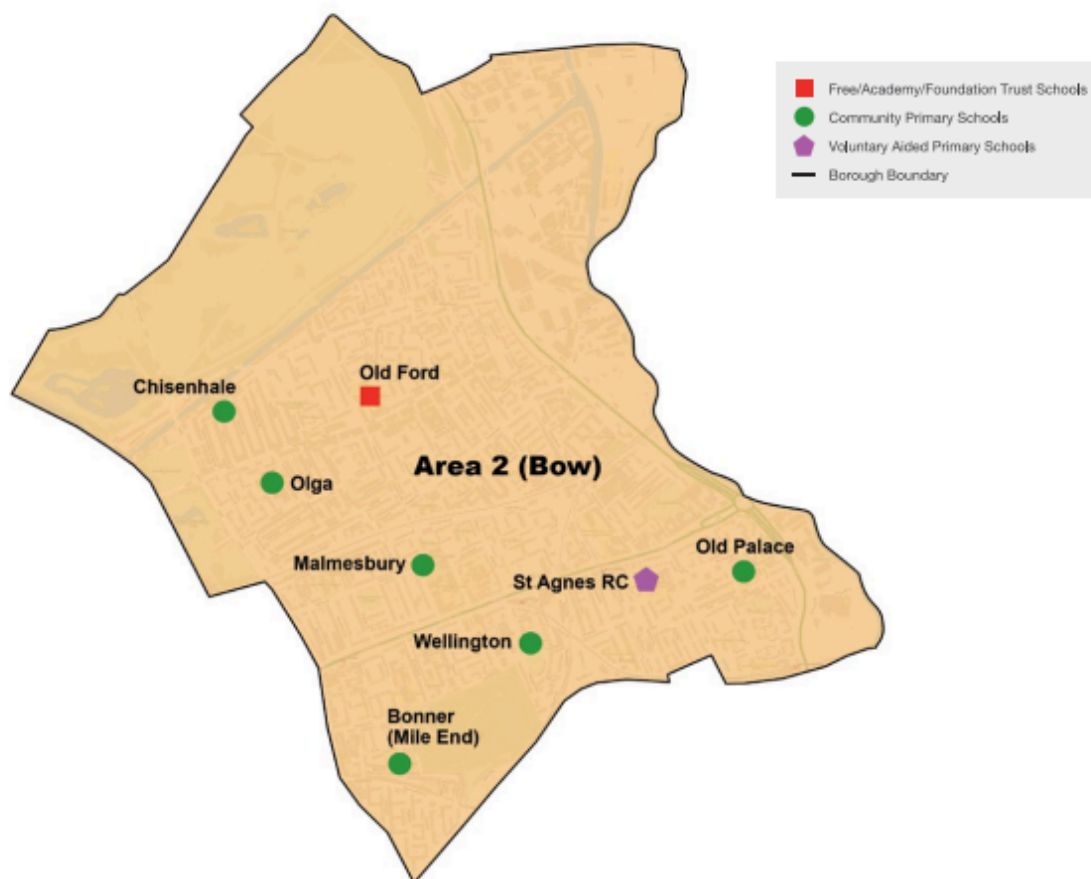 Free/Academy/Foundation Trust Schools
Community Primary Schools
Voluntary Aided Primary Schools
Borough Boundary
Old Ford
Chisenhale
Area 2 (Bow)
Olga
Old Palace
Malmesbury
St Agnes RC
Wellington
Bonner
(Mile End)